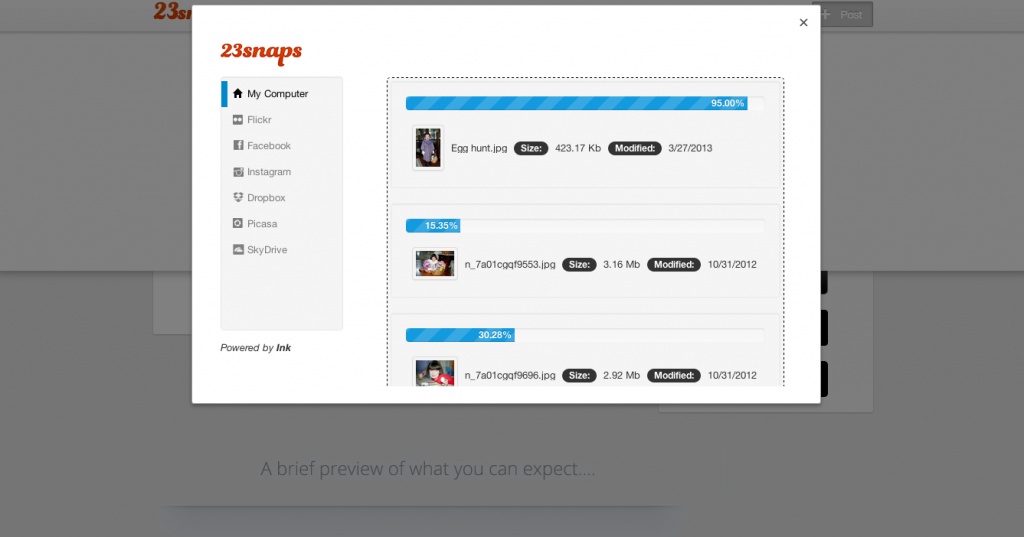 23sn
Post
23snaps
My Computer
Flickr
Facebook
Instagram
Dropbox
Picasa
SkyDrive
Powered by Ink
95.00%
Egg hunt.jpg Size: 423.17 Kb Modified: 3/27/2013
15.35%
n_7a01cgqf9553.jpg Size: 3.16 Mb Modified: 10/31/2012
30.28%
n_7a01cgqf9696.jpg Size: 2.92 Mb Modified: 10/31/2012
A brief preview of what you can expect....